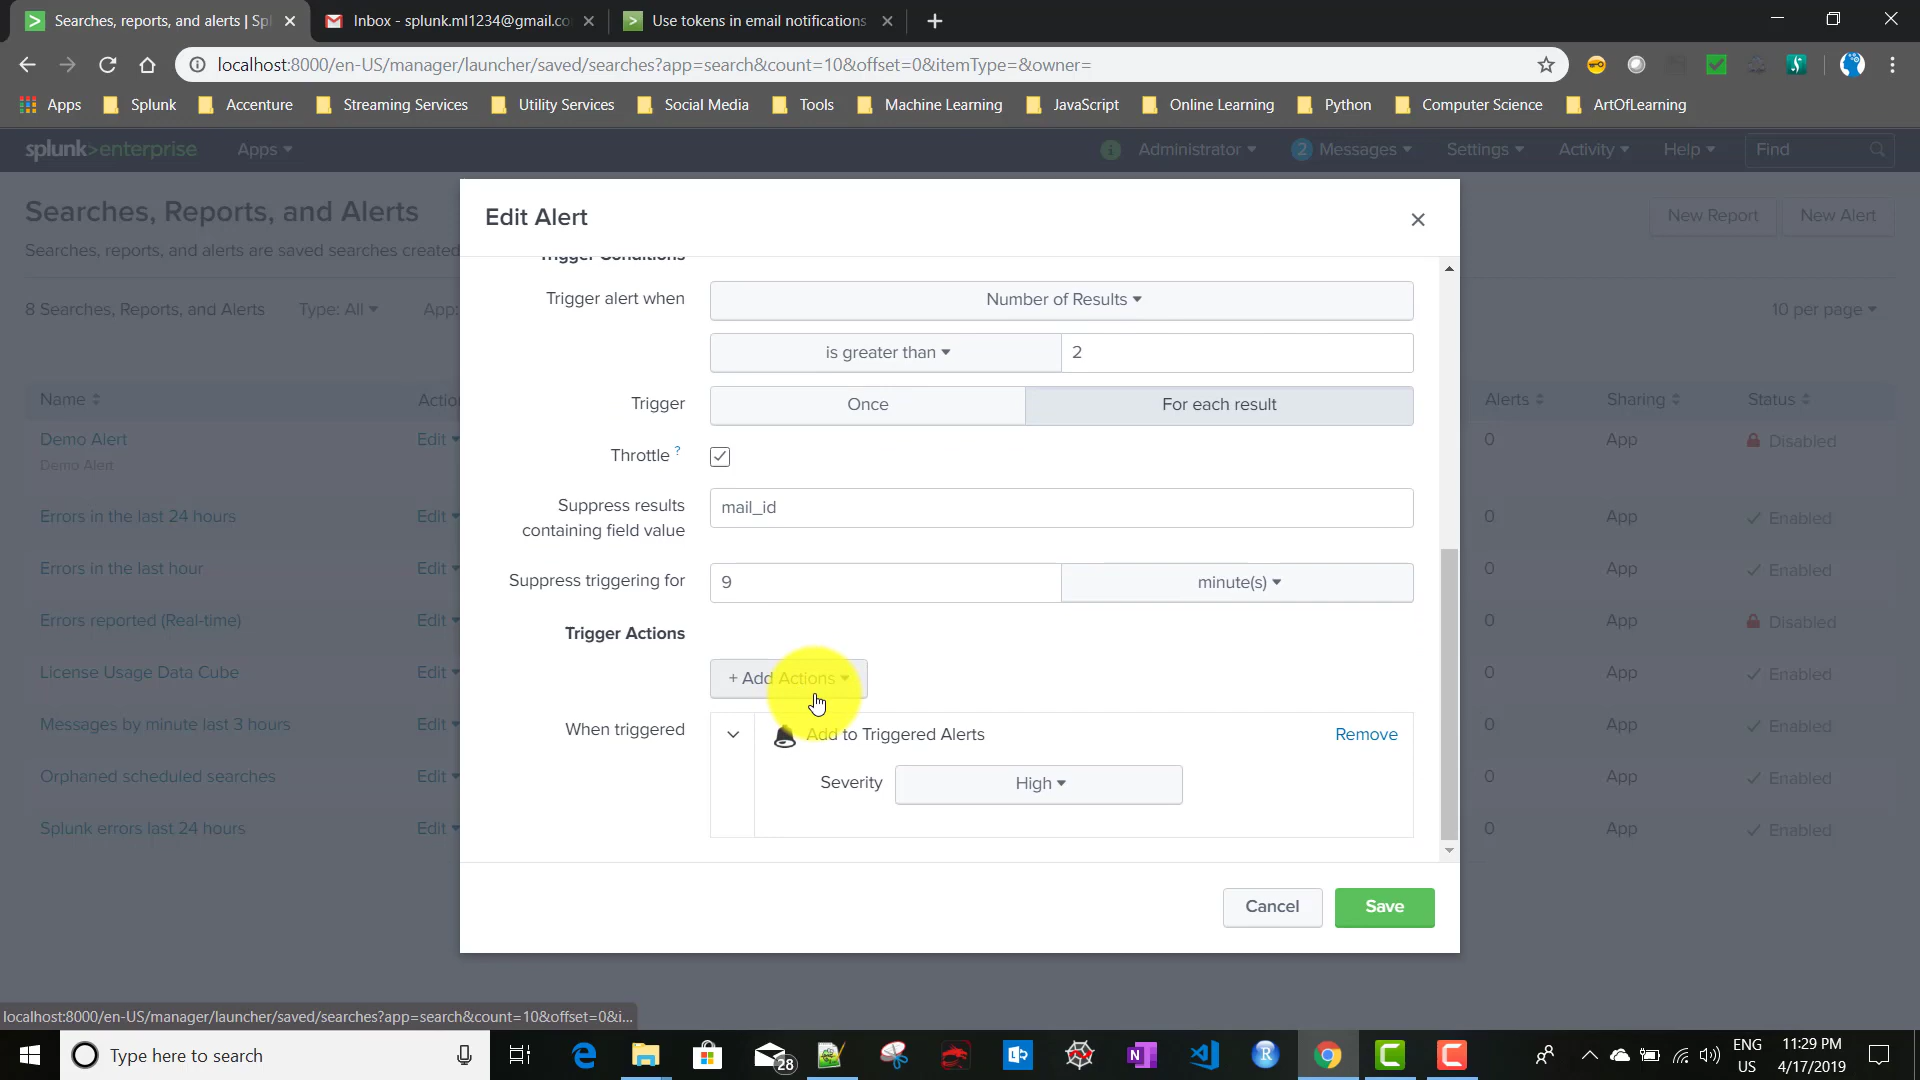 Searches, reports, and alerts | Spl
Inbox - splunk.ml1234@gmail.co
Use tokens in email notifications
localhost:8000/en-US/manager/launcher/saved/searches?app=search&count=10&offset=0&itemType=&owner=
Apps Splunk Accenture Streaming Services Utility Services Social Media Tools Machine Learning JavaScript Online Learning Python Computer Science ArtOfLearning
splunk>enterprise Apps Administrator 2 Messages Settings Activity Help Find
Searches, Reports, and Alerts
New Report New Alert
Searches, reports, and alerts are saved searches created
8 Searches, Reports, and Alerts Type: All App: 10 per page
Name Actio Alerts Sharing Status
Demo Alert Edit 0 App Disabled
Demo Alert
Errors in the last 24 hours Edit 0 App Enabled
Errors in the last hour Edit 0 App Enabled
Errors reported (Real-time) Edit 0 App Disabled
License Usage Data Cube Edit 0 App Enabled
Messages by minute last 3 hours Edit 0 App Enabled
Orphaned scheduled searches Edit 0 App Enabled
Splunk errors last 24 hours Edit 0 App Enabled
Edit Alert
Trigger Conditions
Trigger alert when Number of Results
is greater than 2
Trigger Once For each result
Throttle ?
Suppress results
containing field value
mail_id
Suppress triggering for 9 minute(s)
Trigger Actions
+ Add Actions
When triggered Add to Triggered Alerts Remove
Severity High
Cancel Save
localhost:8000/en-US/manager/launcher/saved/searches?app=search&count=10&offset=0&i...
Type here to search
28
ENG
US
11:29 PM
4/17/2019